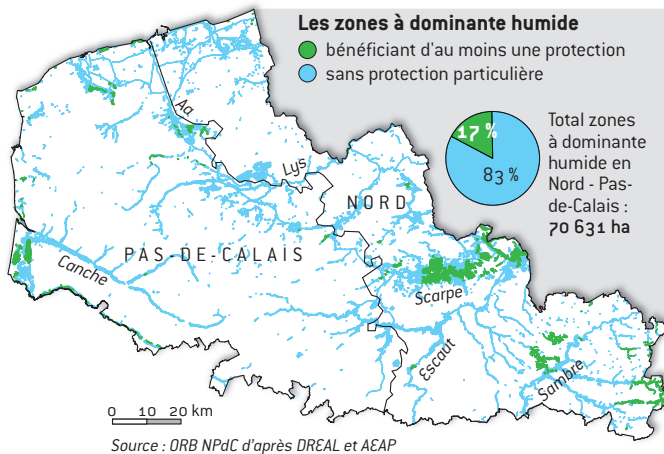 Les zones à dominante humide
bénéficiant d'au moins une protection
sans protection particulière
17 %
83 %
Total zones
à dominante
humide en
Nord - Pas-
de-Calais :
70 631 ha
Aa
Lys
NORD
PAS-DE-CALAIS
Canche
Scarpe
Escaut
Sambre
0 10 20 km
Source : ORB NPdC d'après DREAL et AEAP